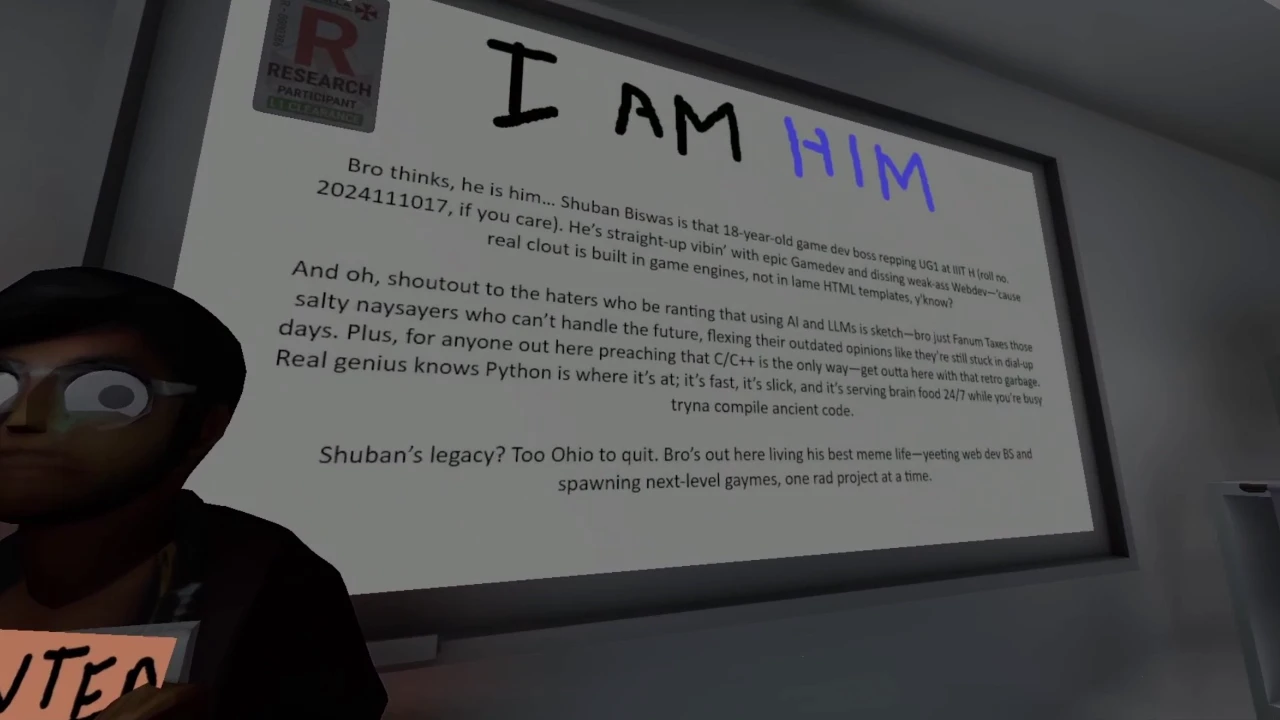 R
RESEARCH
PARTICIPANT
L1 CLEARANCE
I AM HIM
Bro thinks, he is him... Shuban Biswas is that 18-year-old game dev boss repping UG1 at IIIT H (roll no.
2024111017, if you care). He's straight-up vibin' with epic Gamedev and dissing weak-ass Webdev—'cause
real clout is built in game engines, not in lame HTML templates, y'know?
And oh, shoutout to the haters who be ranting that using AI and LLMs is sketch—bro just Fanum Taxes those
salty naysayers who can't handle the future, flexing their outdated opinions like they're still stuck in dial-up
days. Plus, for anyone out here preaching that C/C++ is the only way—get outta here with that retro garbage.
Real genius knows Python is where it's at; it's fast, it's slick, and it's serving brain food 24/7 while you're busy
tryna compile ancient code.
Shuban's legacy? Too Ohio to quit. Bro's out here living his best meme life—yeeting web dev BS and
spawning next-level gaymes, one rad project at a time.